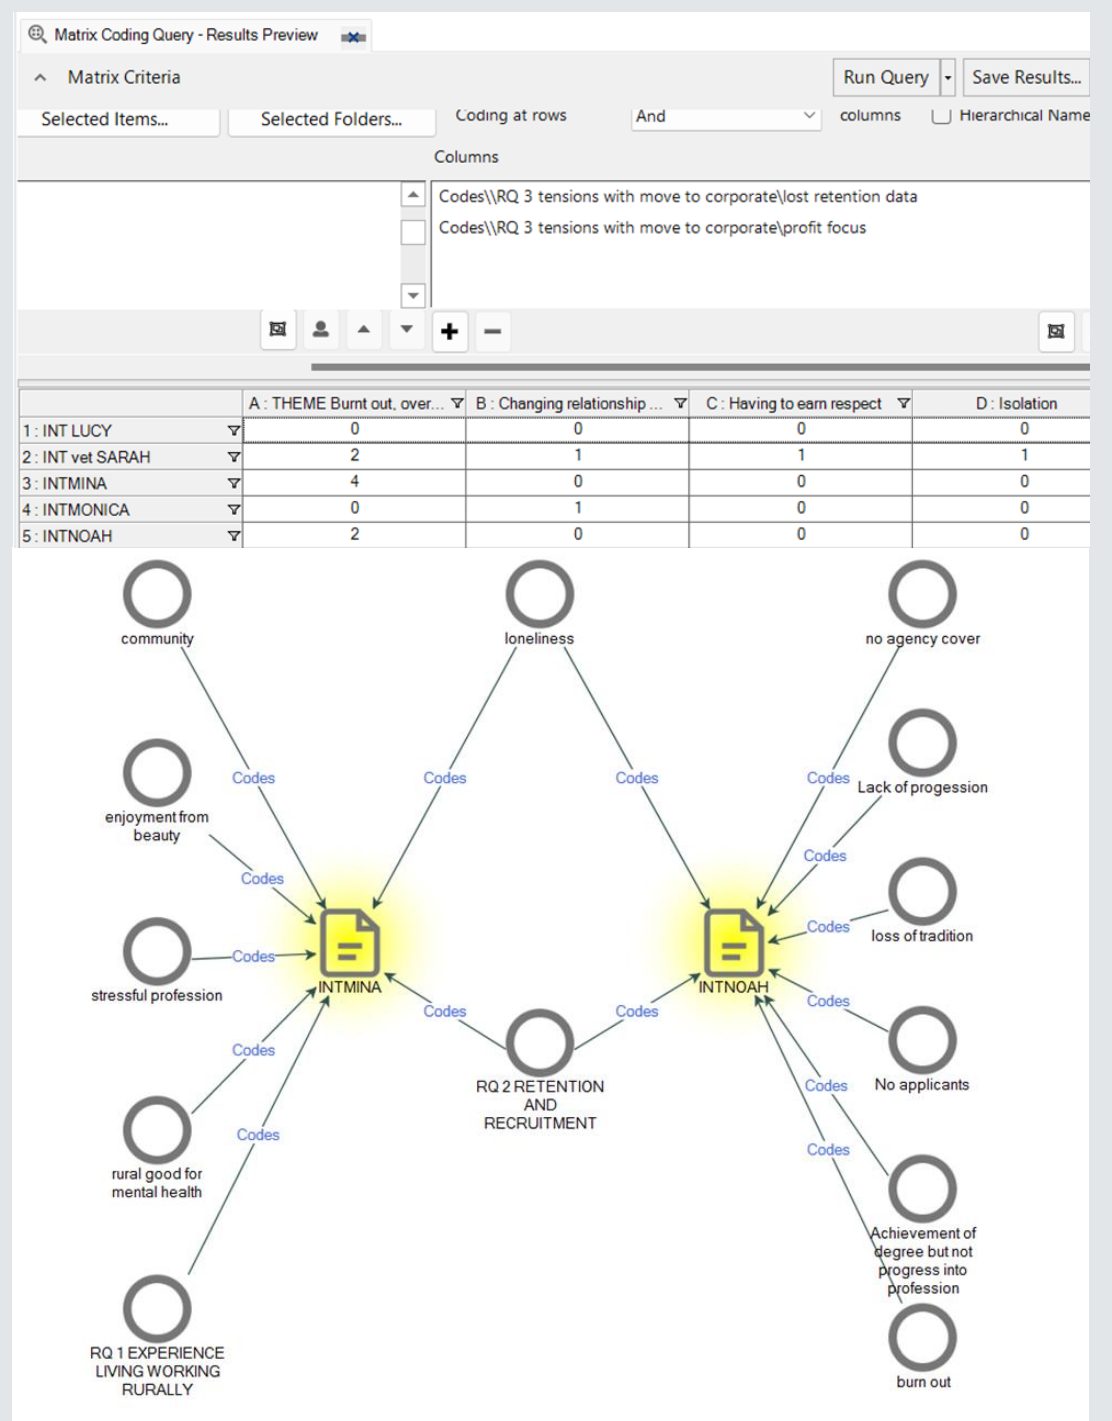 Matrix Coding Query - Results Preview
Matrix Criteria
Run Query
Save Results...
Selected Items...
Selected Folders...
Coding at rows
And
columns
Hierarchical Name
Columns
Codes\\RQ 3 tensions with move to corporate\lost retention data
Codes\\RQ 3 tensions with move to corporate\profit focus
A : THEME Burnt out, over... B : Changing relationship ... C : Having to earn respect D : Isolation
1 : INT LUCY 0 0 0 0
2 : INT vet SARAH 2 1 1 1
3 : INTMINA 4 0 0 0
4 : INTMONICA 0 1 0 0
5 : INTNOAH 2 0 0 0
community
loneliness
no agency cover
Codes
Codes
Codes
Codes
Lack of progession
enjoyment from
beauty
Codes
Codes
Codes
loss of tradition
stressful profession
Codes
INTMINA
INTNOAH
Codes
Codes
Codes
Codes
RQ 2 RETENTION
AND
RECRUITMENT
No applicants
Codes
rural good for
mental health
Codes
Codes
Achievement of
degree but not
progress into
profession
RQ 1 EXPERIENCE
LIVING WORKING
RURALLY
burn out